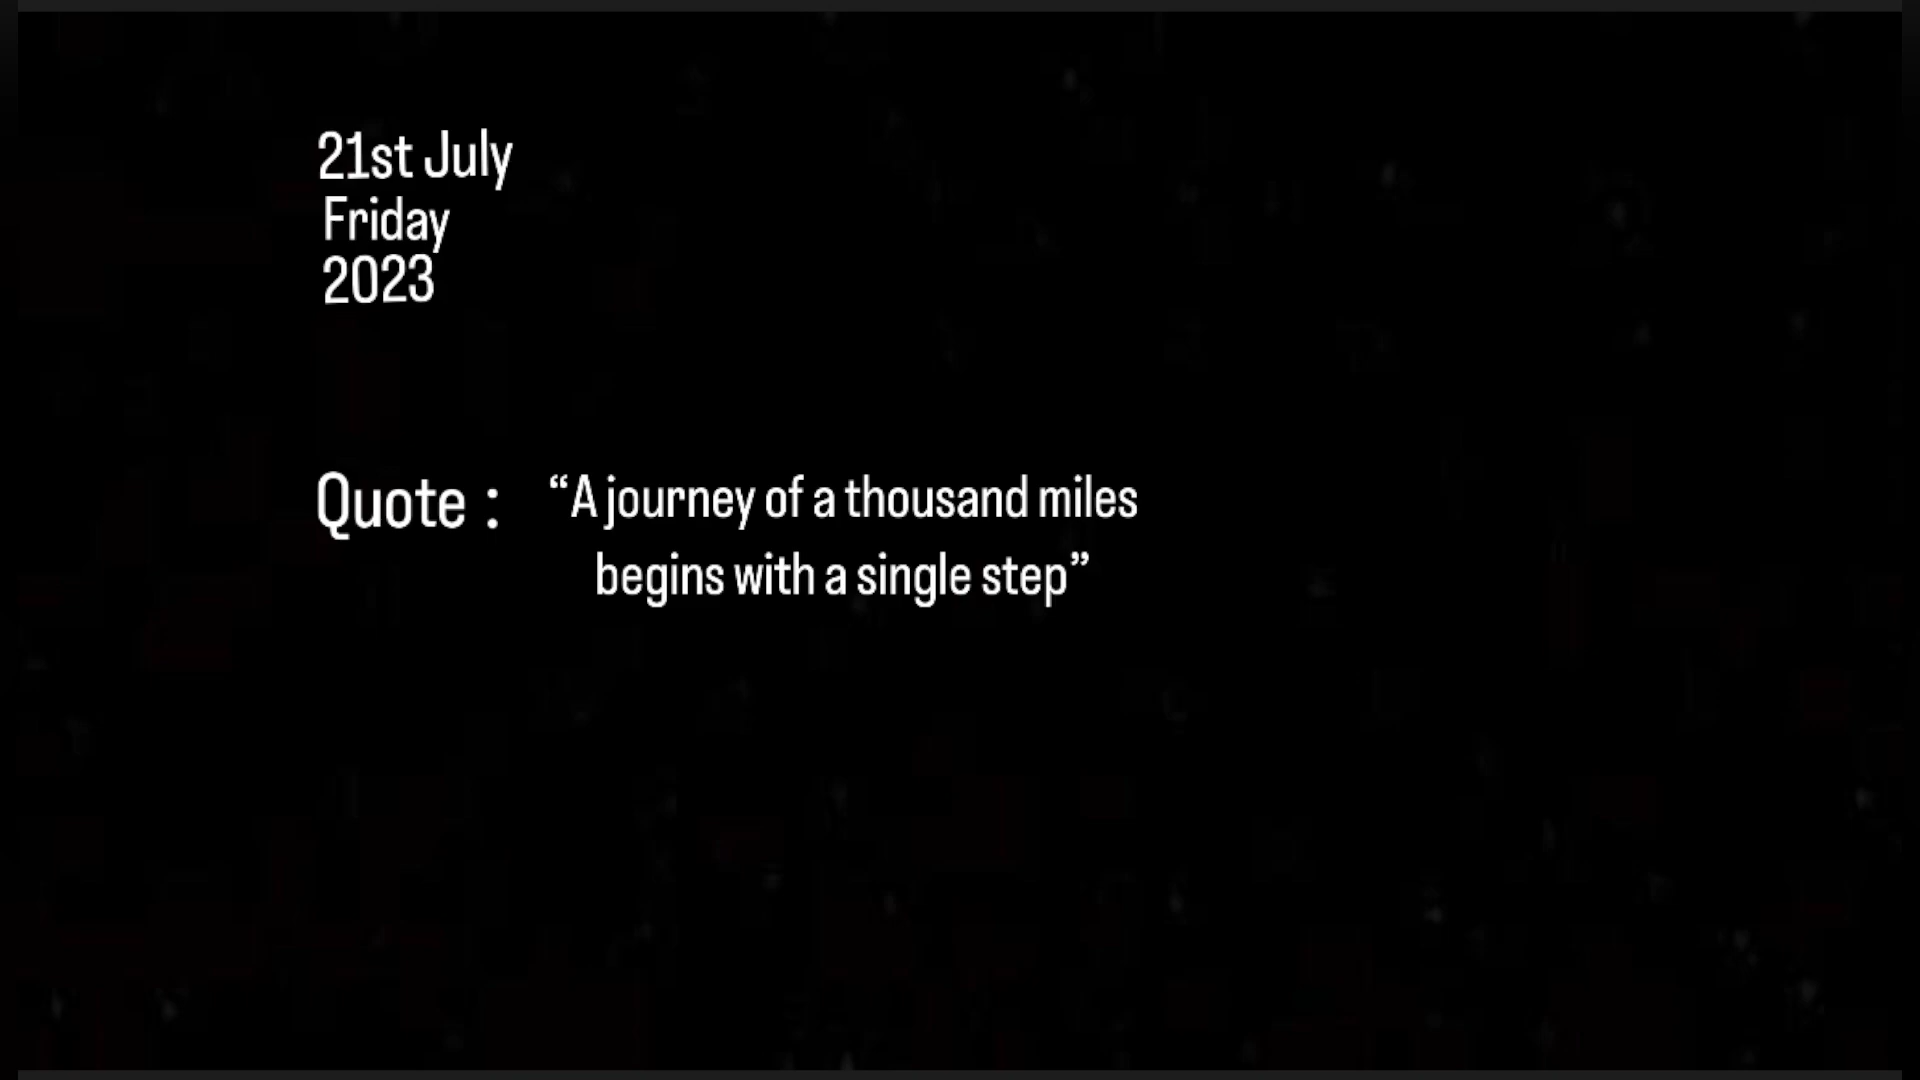 21st July
Friday
2023
Quote : “A journey of a thousand miles
begins with a single step”